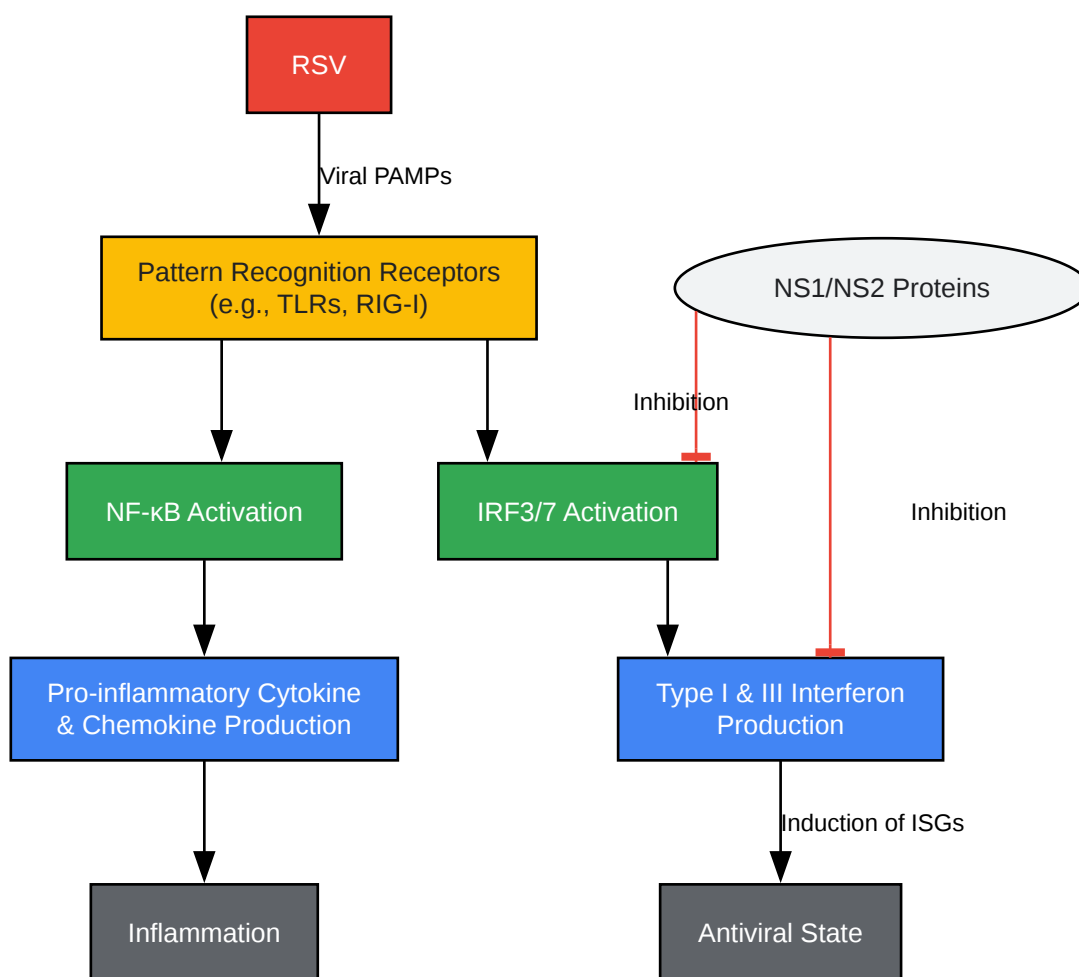 RSV
Viral PAMPs
Pattern Recognition Receptors
(e.g., TLRs, RIG-I)
NS1/NS2 Proteins
Inhibition
NF-κB Activation
IRF3/7 Activation
Inhibition
Pro-inflammatory Cytokine
& Chemokine Production
Type I & III Interferon
Production
Induction of ISGs
Inflammation
Antiviral State